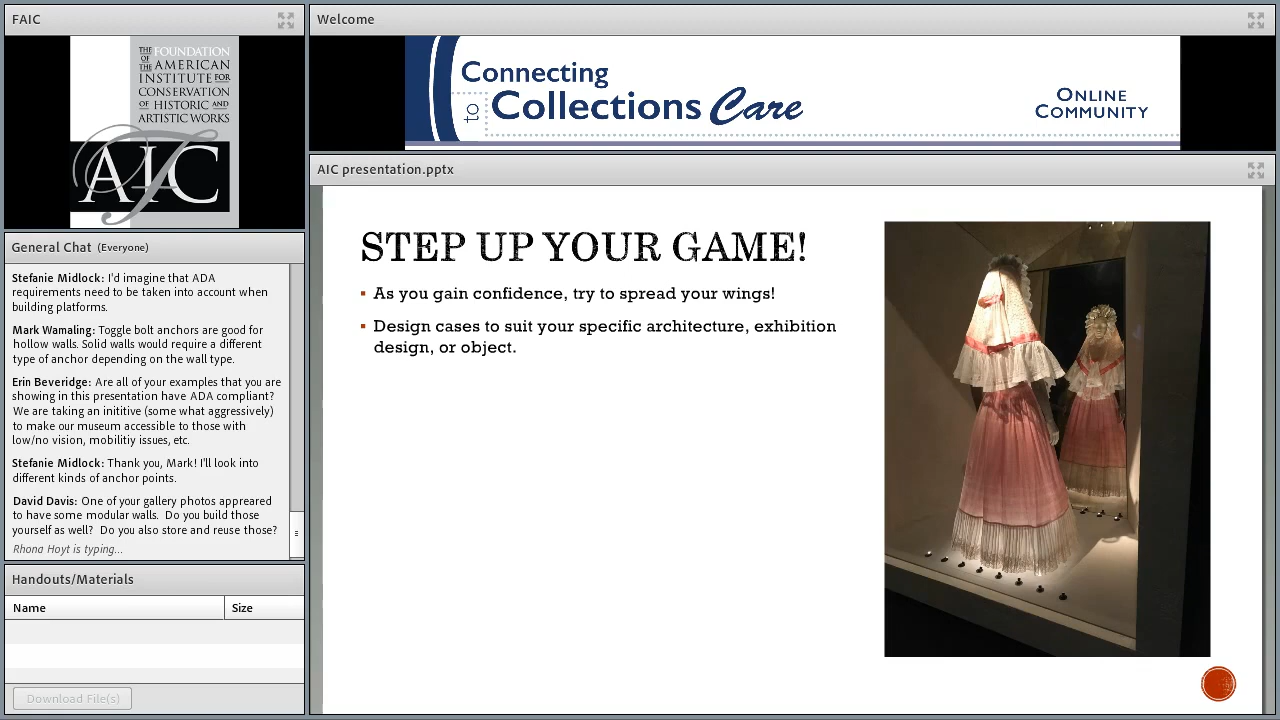 FAIC
THE FOUNDATION
OF THE AMERICAN
INSTITUTE FOR
CONSERVATION
OF HISTORIC AND
ARTISTIC WORKS
FAIC
General Chat (Everyone)
Stefanie Midlock: I'd imagine that ADA
requirements need to be taken into account when
building platforms.
Mark Wamaling: Toggle bolt anchors are good for
hollow walls. Solid walls would require a different
type of anchor depending on the wall type.
Erin Beveridge: Are all of your examples that you are
showing in this presentation have ADA compliant?
We are taking an inititive (some what aggressively)
to make our museum accessible to those with
low/no vision, mobilitiy issues, etc.
Stefanie Midlock: Thank you, Mark! I'll look into
different kinds of anchor points.
David Davis: One of your gallery photos appreared
to have some modular walls. Do you build those
yourself as well? Do you also store and reuse those?
Rhona Hoyt is typing...
Handouts/Materials
Name Size
Download File(s)
Welcome
Connecting
to Collections Care
ONLINE
COMMUNITY
AIC presentation.pptx
STEP UP YOUR GAME!
▪ As you gain confidence, try to spread your wings!
▪ Design cases to suit your specific architecture, exhibition
design, or object.